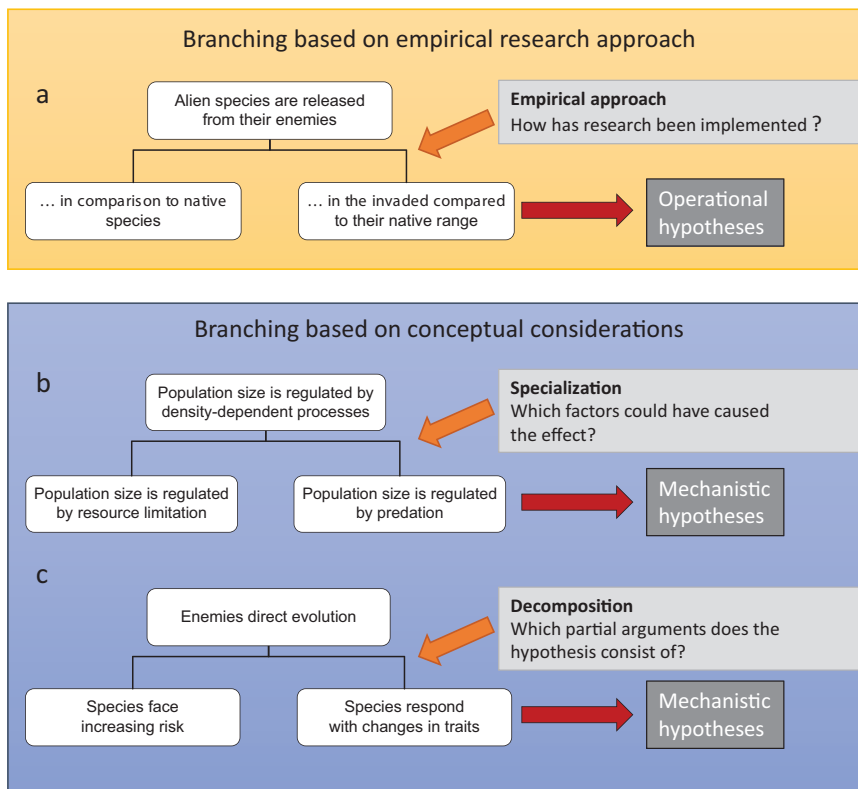 Branching based on empirical research approach
a
Alien species are released
from their enemies
Empirical approach
How has research been implemented ?
… in comparison to native
species
… in the invaded compared
to their native range
Operational
hypotheses
Branching based on conceptual considerations
b
Population size is regulated by
density-dependent processes
Specialization
Which factors could have caused
the effect?
Population size is regulated
by resource limitation
Population size is regulated
by predation
Mechanistic
hypotheses
c
Enemies direct evolution
Decomposition
Which partial arguments does the
hypothesis consist of?
Species face
increasing risk
Species respond
with changes in traits
Mechanistic
hypotheses